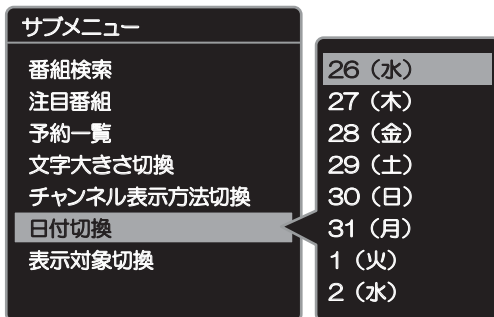 サブメニュー
番組検索
注目番組
予約一覧
文字大きさ切換
チャンネル表示方法切換
日付切換
表示対象切換
26（水）
27（木）
28（金）
29（土）
30（日）
31（月）
1（火）
2（水）